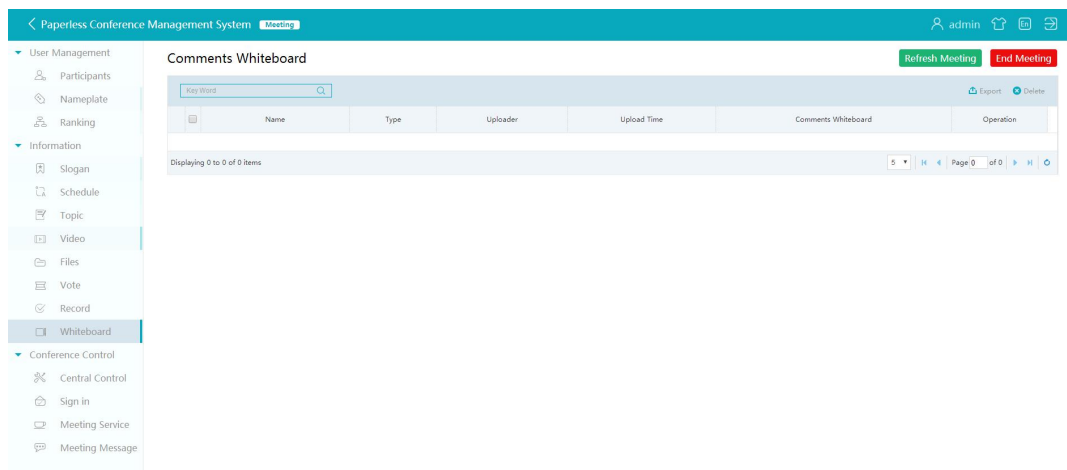 Paperless Conference Management System Meeting admin En
User Management
Participants
Nameplate
Ranking
Information
Slogan
Schedule
Topic
Video
Files
Vote
Record
Whiteboard
Conference Control
Central Control
Sign in
Meeting Service
Meeting Message
Comments Whiteboard Refresh Meeting End Meeting
Key Word Export Delete
Name Type Uploader Upload Time Comments Whiteboard Operation
Displaying 0 to 0 of 0 items 5 Page 0 of 0